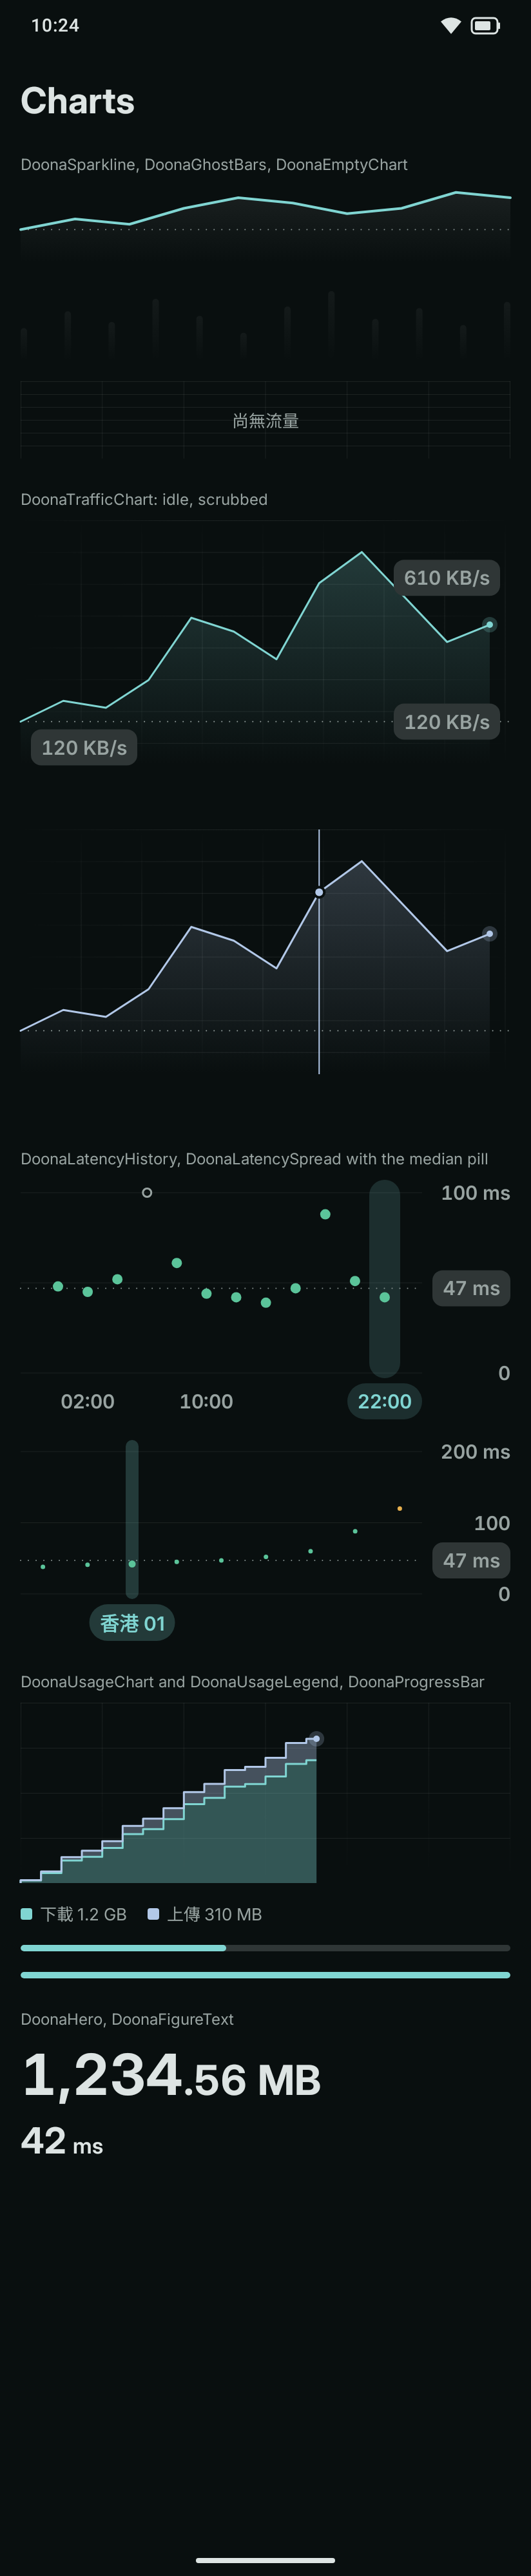 10:24
Charts
DoonaSparkline, DoonaGhostBars, DoonaEmptyChart
尚無流量
DoonaTrafficChart: idle, scrubbed
610 KB/s
120 KB/s
120 KB/s
DoonaLatencyHistory, DoonaLatencySpread with the median pill
100 ms
47 ms
0
02:00 10:00 22:00
200 ms
100
47 ms
0
香港 01
DoonaUsageChart and DoonaUsageLegend, DoonaProgressBar
下載 1.2 GB 上傳 310 MB
DoonaHero, DoonaFigureText
1,234.56 MB
42 ms